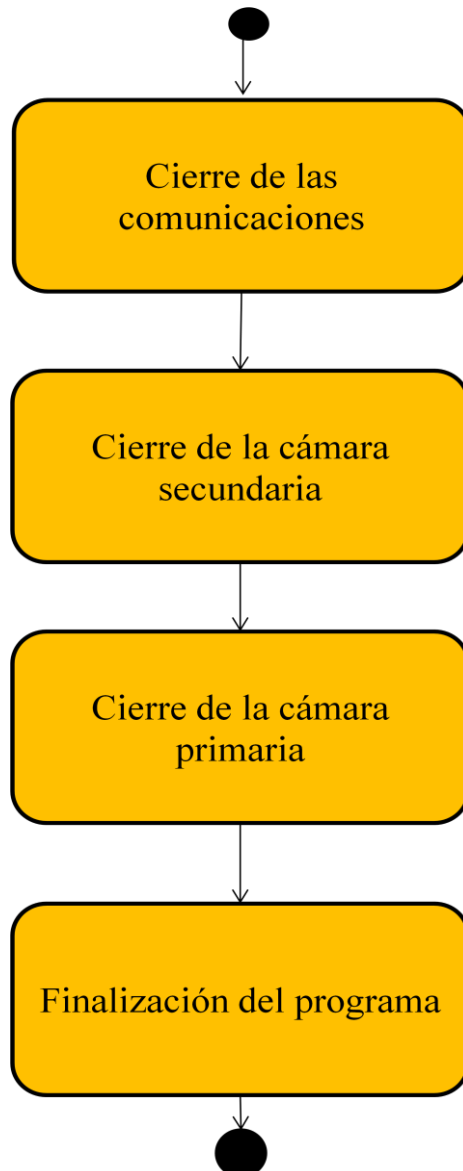 Cierre de las
comunicaciones
Cierre de la cámara
secundaria
Cierre de la cámara
primaria
Finalización del programa